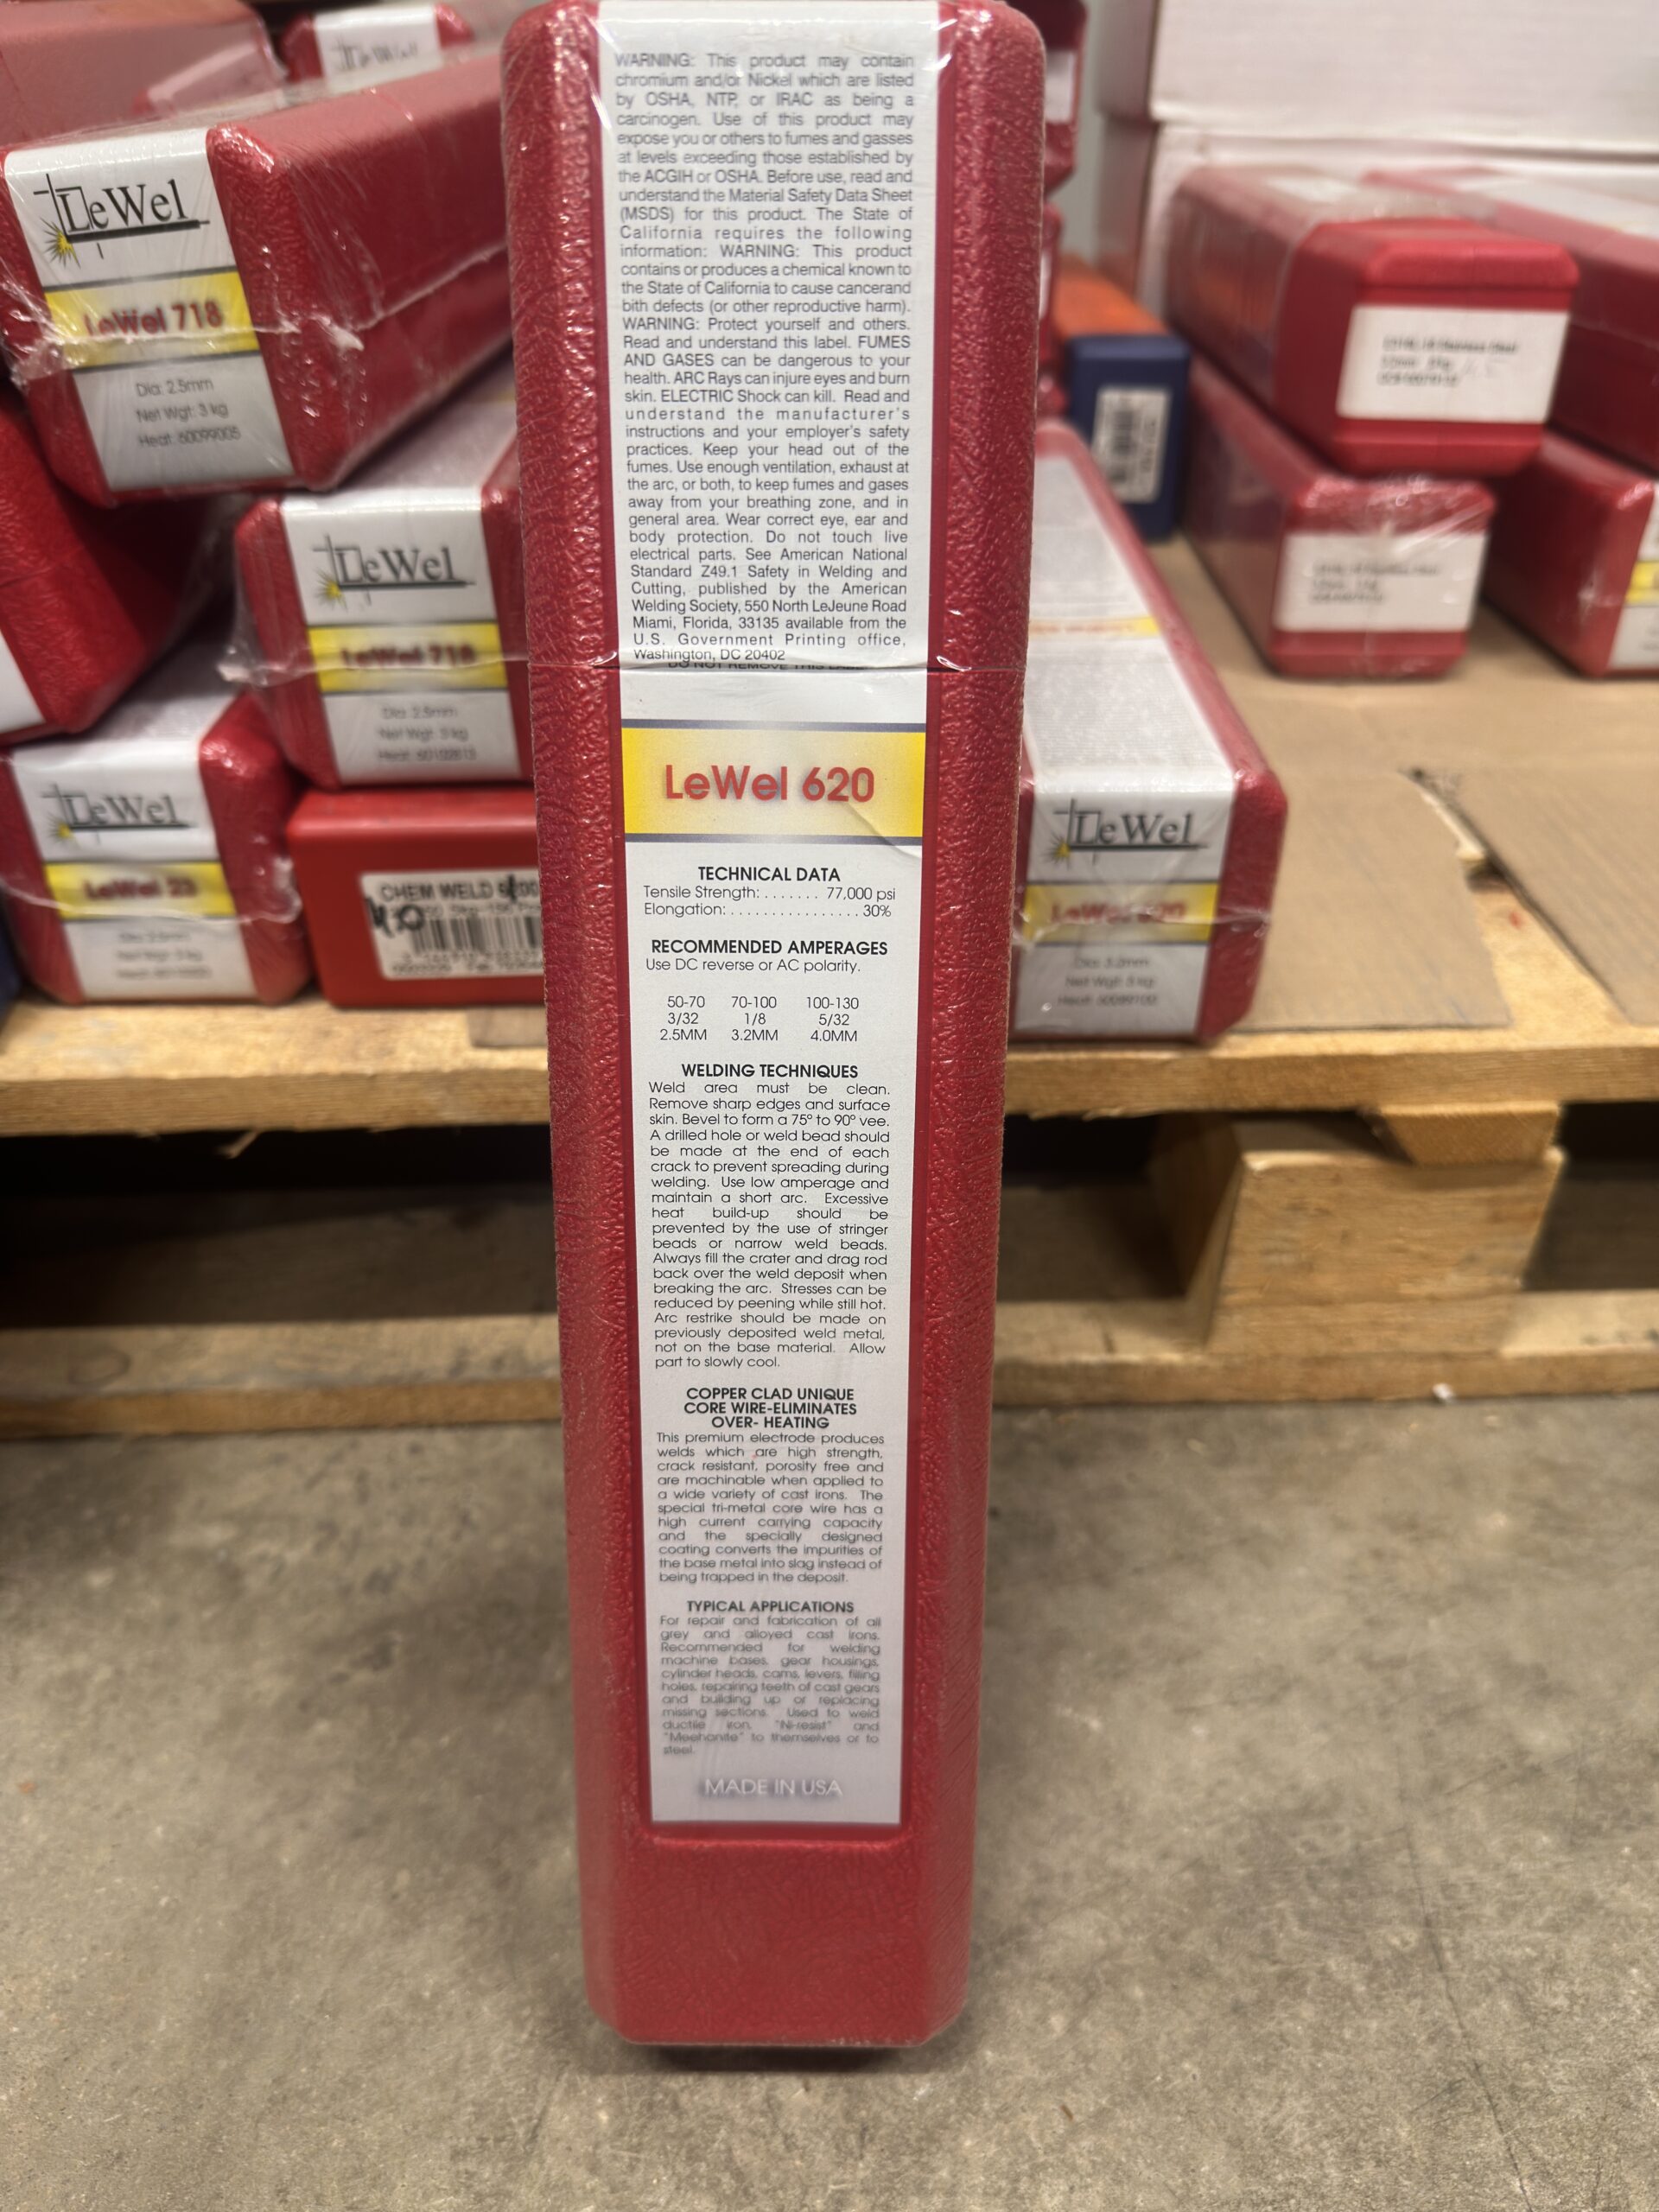 WARNING: This product may contain
chromium and/or Nickel which are listed
by OSHA, NTP, or IRAC as being a
carcinogen. Use of this product may
expose you or others to fumes and gasses
at levels exceeding those established by
the ACGIH or OSHA. Before use, read and
understand the Material Safety Data Sheet
(MSDS) for this product. The State of
California requires the following
information: WARNING: This product
contains or produces a chemical known to
the State of California to cause cancerand
bith defects (or other reproductive harm).
WARNING: Protect yourself and others.
Read and understand this label. FUMES
AND GASES can be dangerous to your
health. ARC Rays can injure eyes and burn
skin. ELECTRIC Shock can kill. Read and
understand the manufacturer's
instructions and your employer's safety
practices. Keep your head out of the
fumes. Use enough ventilation, exhaust at
the arc, or both, to keep fumes and gases
away from your breathing zone, and in
general area. Wear correct eye, ear and
body protection. Do not touch live
electrical parts. See American National
Standard Z49.1 Safety in Welding and
Cutting, published by the American
Welding Society, 550 North LeJeune Road
Miami, Florida, 33135 available from the
U.S. Government Printing office,
Washington, DC 20402
DO NOT REMOVE THIS LABEL
LeWel 620
TECHNICAL DATA
Tensile Strength: . . . . . . . 77,000 psi
Elongation: . . . . . . . . . . . . . . . . 30%
RECOMMENDED AMPERAGES
Use DC reverse or AC polarity.
50-70 70-100 100-130
3/32 1/8 5/32
2.5MM 3.2MM 4.0MM
WELDING TECHNIQUES
Weld area must be clean.
Remove sharp edges and surface
skin. Bevel to form a 75° to 90° vee.
A drilled hole or weld bead should
be made at the end of each
crack to prevent spreading during
welding. Use low amperage and
maintain a short arc. Excessive
heat build-up should be
prevented by the use of stringer
beads or narrow weld beads.
Always fill the crater and drag rod
back over the weld deposit when
breaking the arc. Stresses can be
reduced by peening while still hot.
Arc restrike should be made on
previously deposited weld metal,
not on the base material. Allow
part to slowly cool.
COPPER CLAD UNIQUE
CORE WIRE-ELIMINATES
OVER- HEATING
This premium electrode produces
welds which are high strength,
crack resistant, porosity free and
are machinable when applied to
a wide variety of cast irons. The
special tri-metal core wire has a
high current carrying capacity
and the specially designed
coating converts the impurities of
the base metal into slag instead of
being trapped in the deposit.
TYPICAL APPLICATIONS
For repair and fabrication of all
grey and alloyed cast irons.
Recommended for welding
machine bases, gear housings,
cylinder heads, cams, levers, filling
holes, repairing teeth of cast gears
and building up or replacing
missing sections. Used to weld
ductile iron, "Ni-resist" and
"Meehanite" to themselves or to
steel.
MADE IN USA
LeWel
LeWel 718
Dia: 2.5mm
Net Wgt: 3 kg
Heat: 60099005
LeWel
LeWel 718
Dia: 2.5mm
Net Wgt: 3 kg
LeWel
LeWel 23
CHEM WELD
LeWel
Dia: 3.2mm
Net Wgt: 5 kg